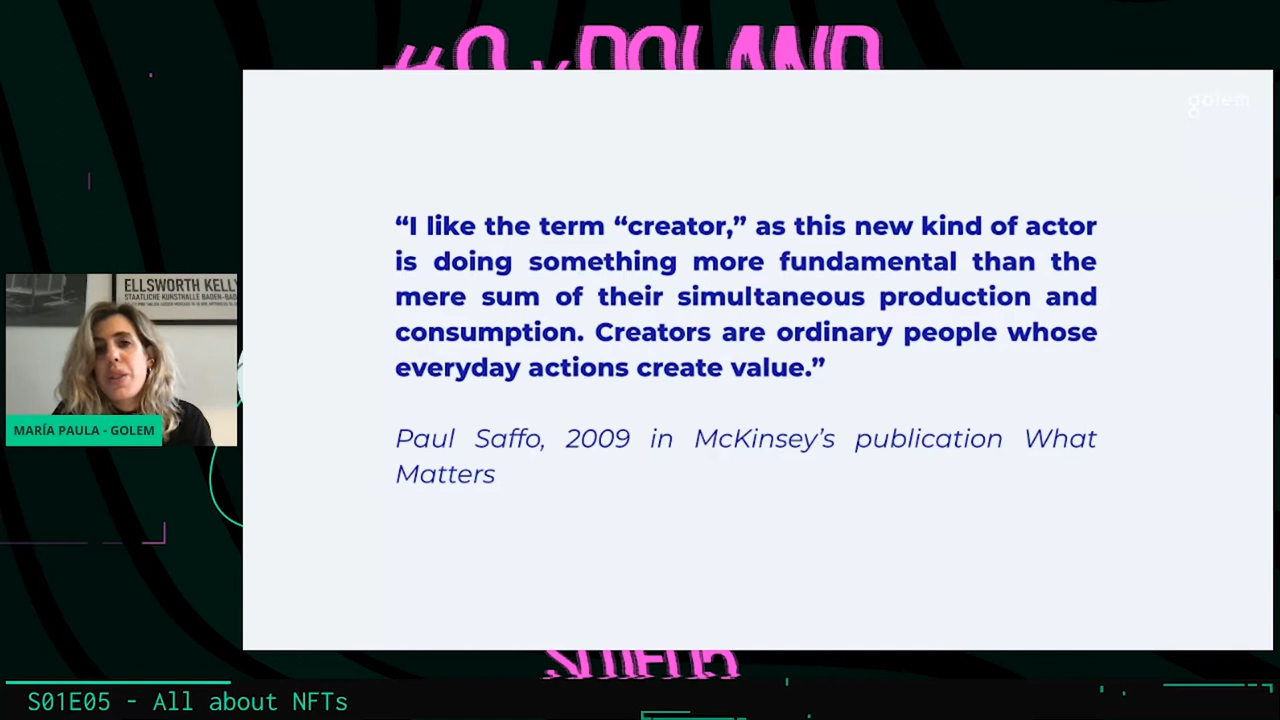 golem
“I like the term “creator,” as this new kind of actor
is doing something more fundamental than the
mere sum of their simultaneous production and
consumption. Creators are ordinary people whose
everyday actions create value.”
Paul Saffo, 2009 in McKinsey’s publication What
Matters
ELLSWORTH KELLY
STAATLICHE KUNSTHALLE
MARÍA PAULA - GOLEM
S01E05
S01E05 - All about NFTs